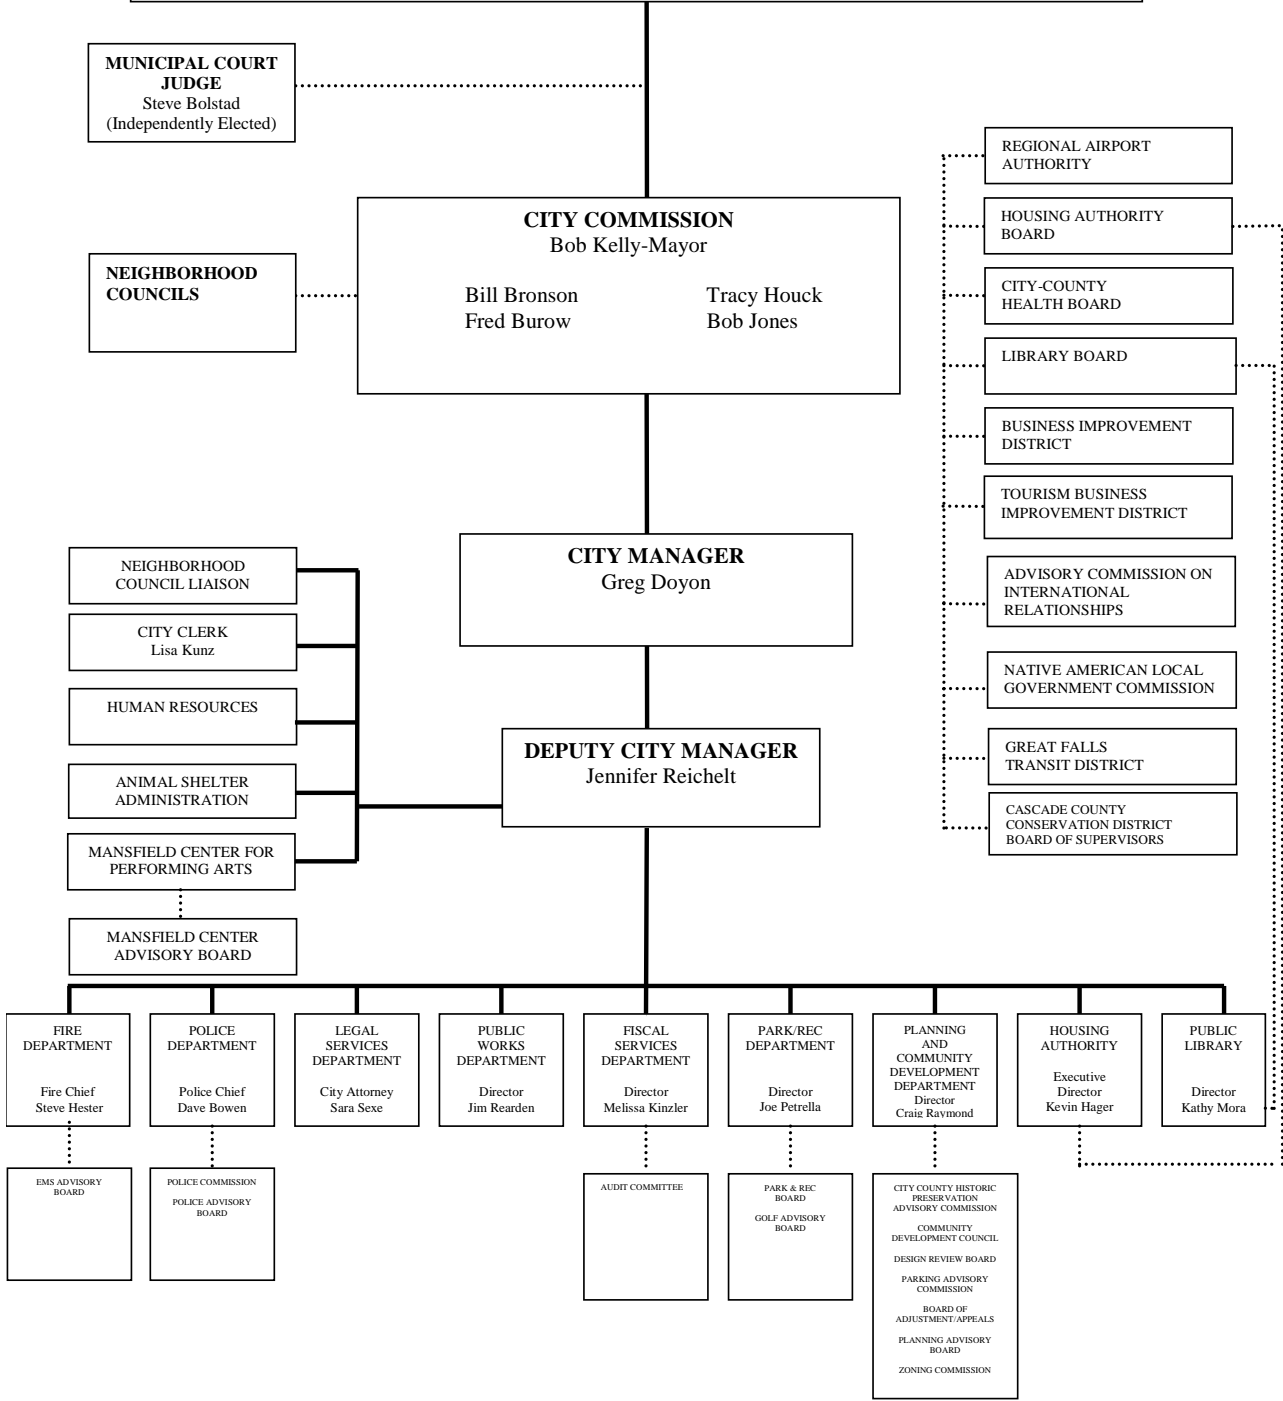 MUNICIPAL COURT
JUDGE
Steve Bolstad
(Independently Elected)
REGIONAL AIRPORT
AUTHORITY
CITY COMMISSION
Bob Kelly-Mayor
Bill Bronson
Tracy Houck
Fred Burow
Bob Jones
HOUSING AUTHORITY
BOARD
NEIGHBORHOOD
COUNCILS
CITY-COUNTY
HEALTH BOARD
LIBRARY BOARD
BUSINESS IMPROVEMENT
DISTRICT
TOURISM BUSINESS
IMPROVEMENT DISTRICT
CITY MANAGER
Greg Doyon
NEIGHBORHOOD
COUNCIL LIAISON
ADVISORY COMMISSION ON
INTERNATIONAL
RELATIONSHIPS
CITY CLERK
Lisa Kunz
NATIVE AMERICAN LOCAL
GOVERNMENT COMMISSION
HUMAN RESOURCES
DEPUTY CITY MANAGER
Jennifer Reichelt
GREAT FALLS
TRANSIT DISTRICT
ANIMAL SHELTER
ADMINISTRATION
CASCADE COUNTY
CONSERVATION DISTRICT
BOARD OF SUPERVISORS
MANSFIELD CENTER FOR
PERFORMING ARTS
MANSFIELD CENTER
ADVISORY BOARD
FIRE
DEPARTMENT
Fire Chief
Steve Hester
POLICE
DEPARTMENT
Police Chief
Dave Bowen
LEGAL
SERVICES
DEPARTMENT
City Attorney
Sara Sexe
PUBLIC
WORKS
DEPARTMENT
Director
Jim Rearden
FISCAL
SERVICES
DEPARTMENT
Director
Melissa Kinzler
PARK/REC
DEPARTMENT
Director
Joe Petrella
PLANNING
AND
COMMUNITY
DEVELOPMENT
DEPARTMENT
Director
Craig Raymond
HOUSING
AUTHORITY
Executive
Director
Kevin Hager
PUBLIC
LIBRARY
Director
Kathy Mora
EMS ADVISORY
BOARD
POLICE COMMISSION
POLICE ADVISORY
BOARD
AUDIT COMMITTEE
PARK & REC
BOARD
GOLF ADVISORY
BOARD
CITY COUNTY HISTORIC
PRESERVATION
ADVISORY COMMISSION
COMMUNITY
DEVELOPMENT COUNCIL
DESIGN REVIEW BOARD
PARKING ADVISORY
COMMISSION
BOARD OF
ADJUSTMENT/APPEALS
PLANNING ADVISORY
BOARD
ZONING COMMISSION